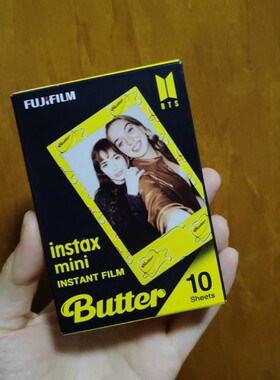 FUJIFILM
BTS
instax
mini
INSTANT FILM
Butter
10
Sheets